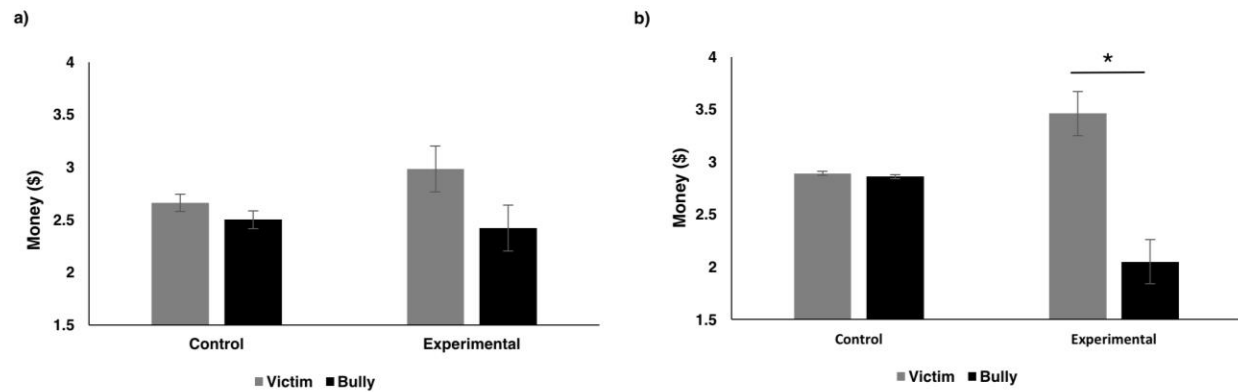 a)
4
3.5
3
2.5
2
1.5
Money ($)
Control Experimental
Victim Bully
b)
4
3.5
3
2.5
2
1.5
Money ($)
*
Control Experimental
Victim Bully